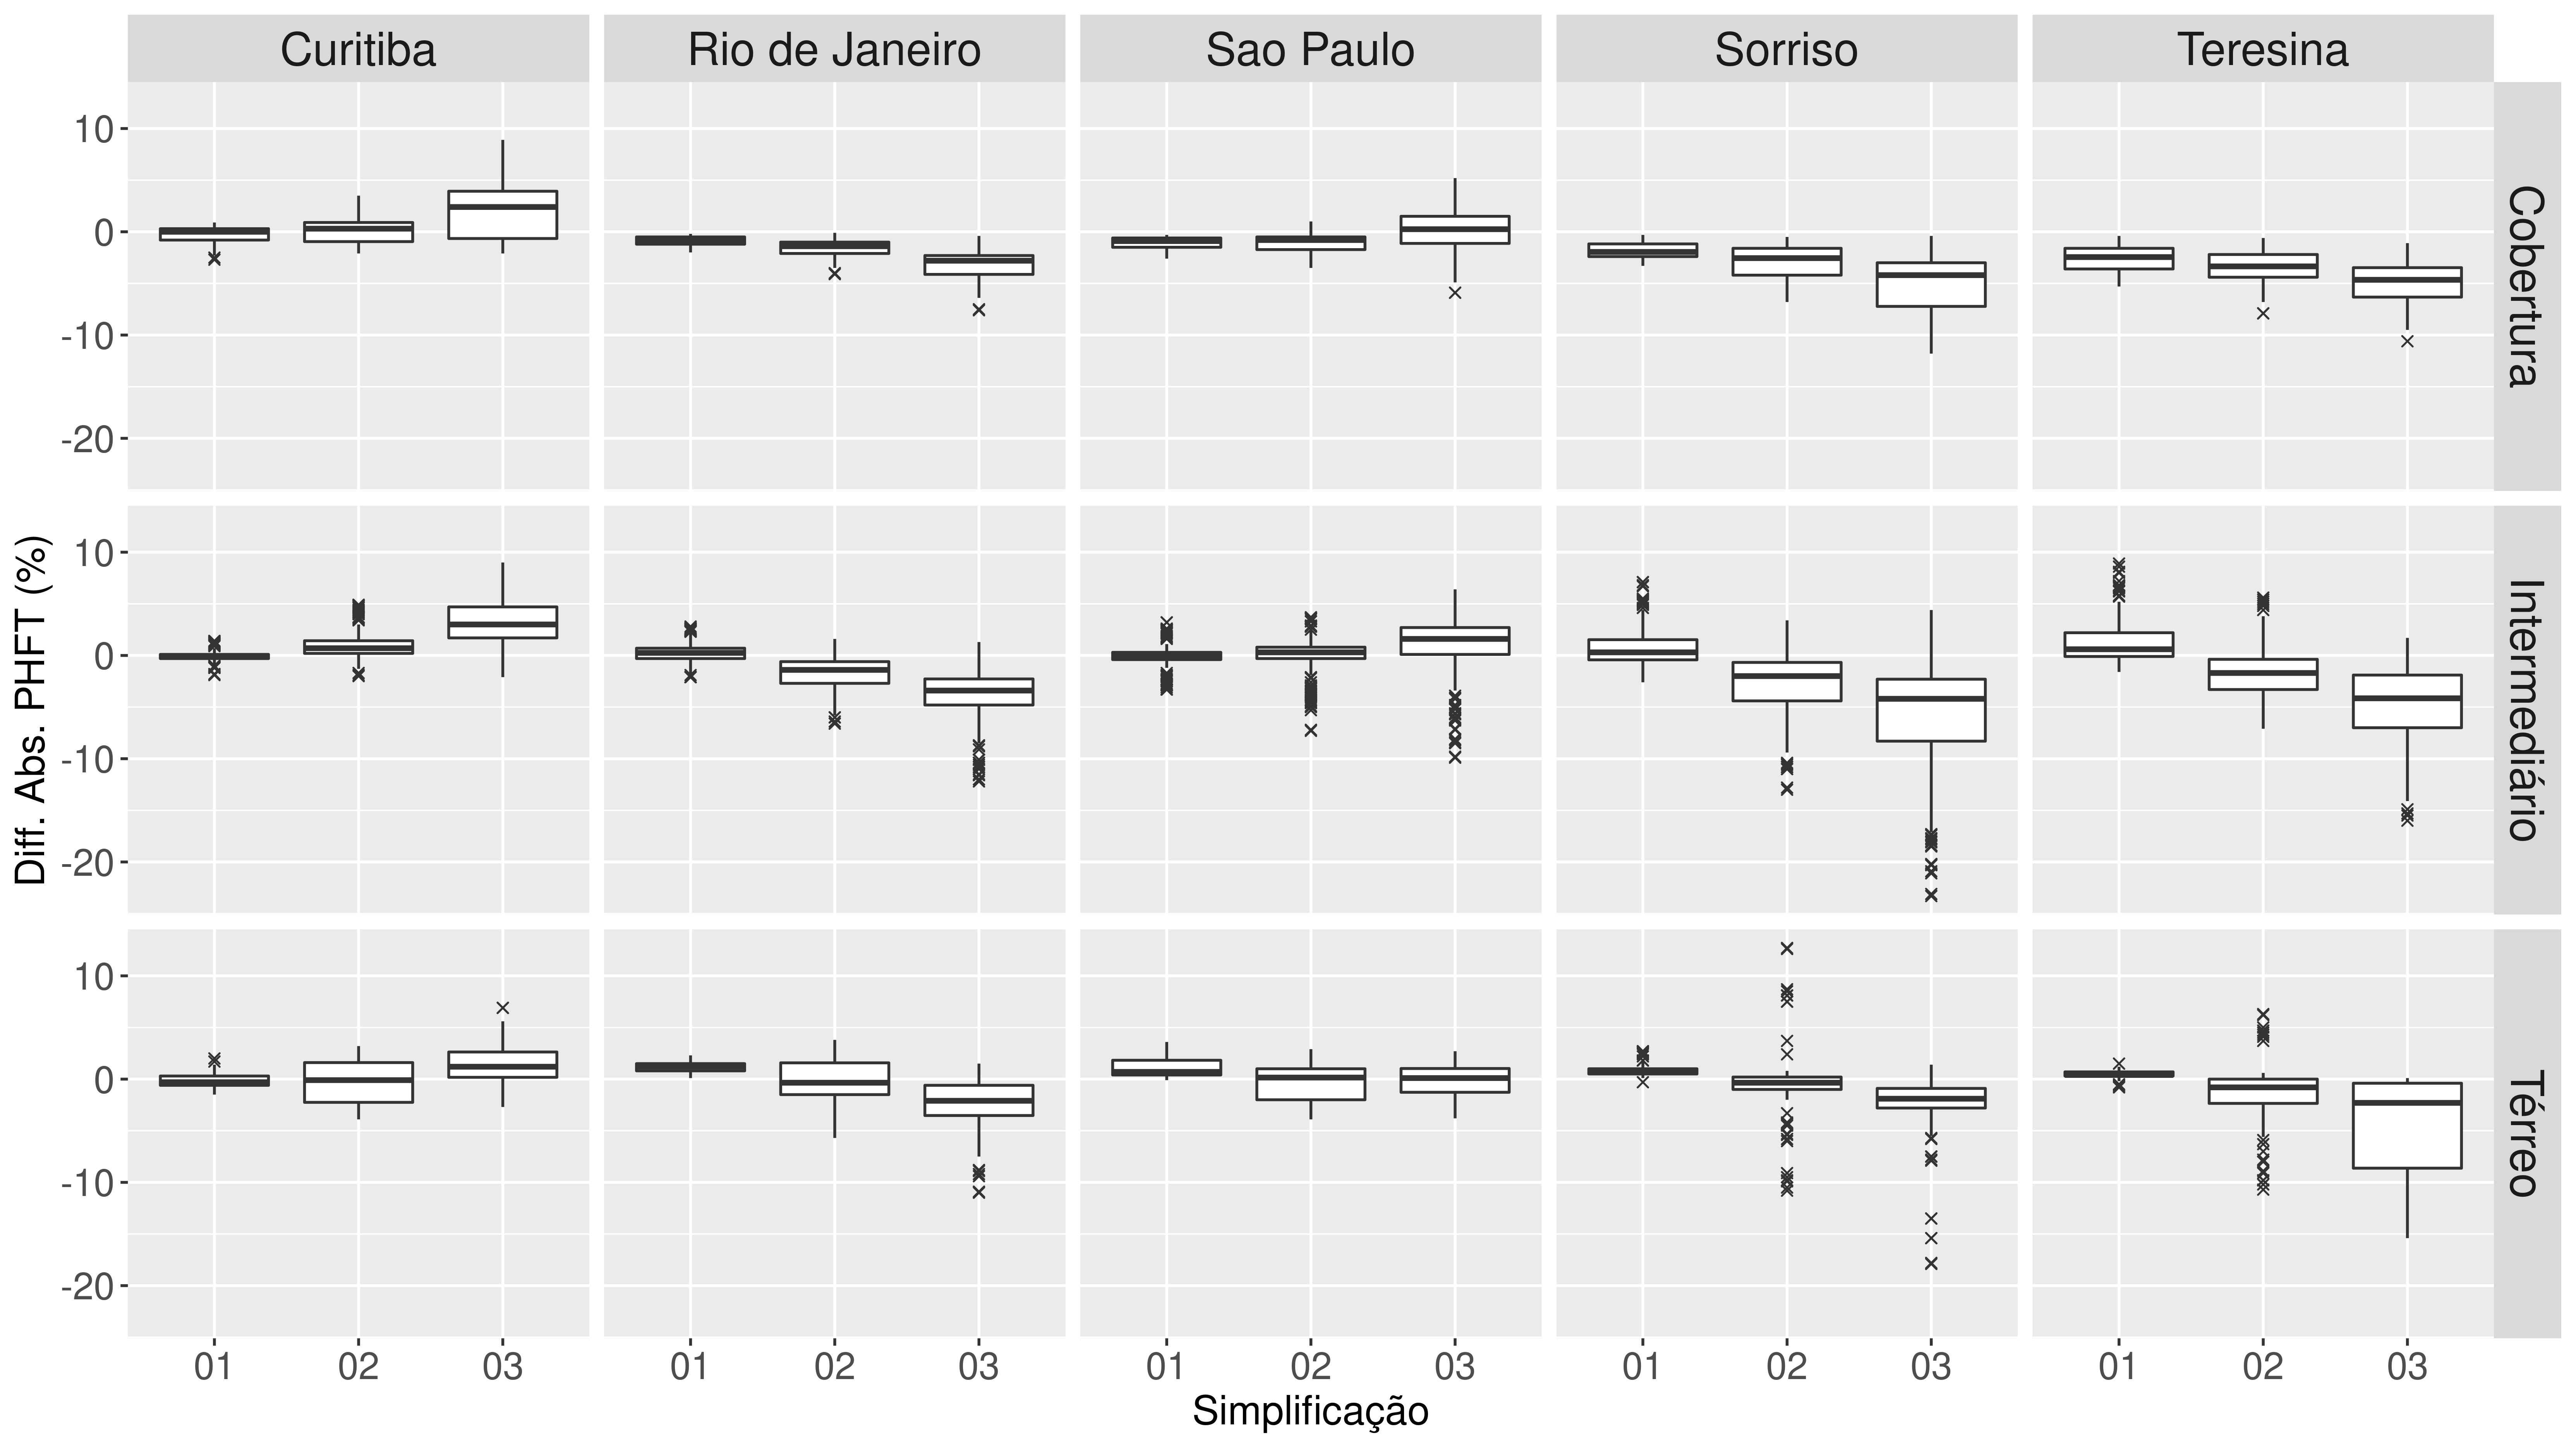 Curitiba Rio de Janeiro Sao Paulo Sorriso Teresina
Diff. Abs. PHFT (%)
10
0
-10
-20
Cobertura
10
0
-10
-20
Intermediário
10
0
-10
-20
Térreo
01 02 03 01 02 03 01 02 03 01 02 03 01 02 03
Simplificação